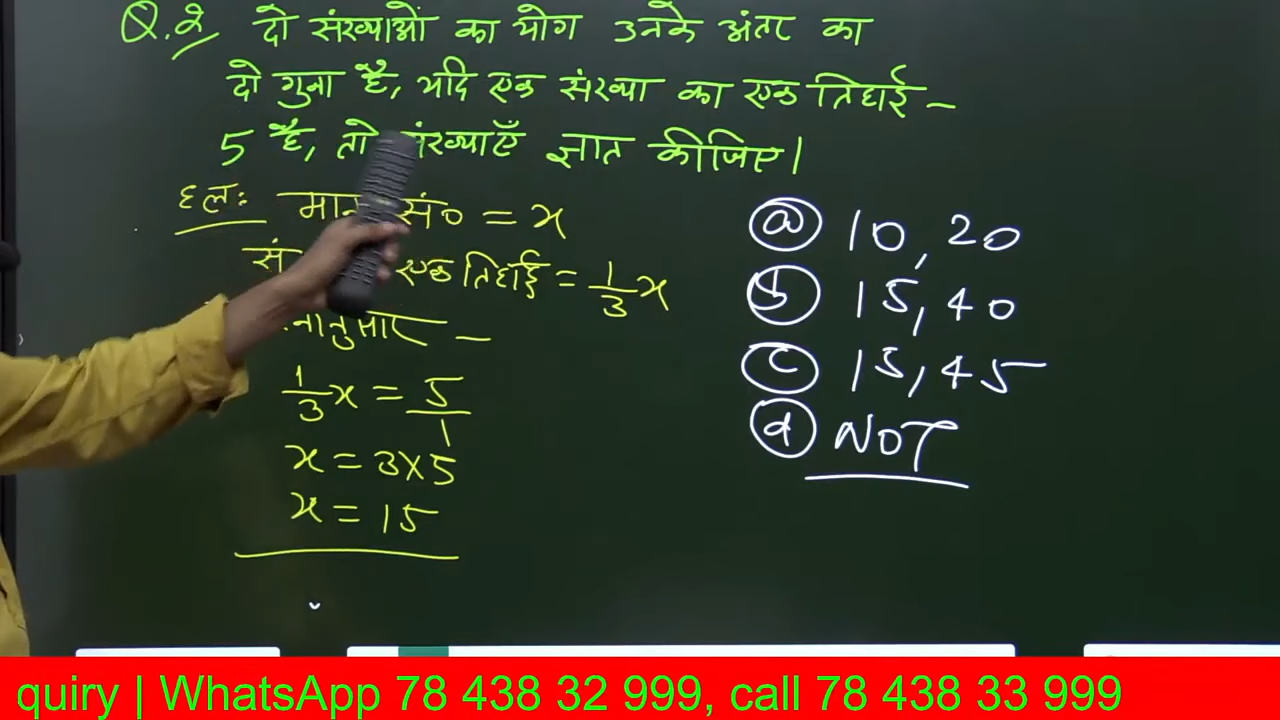 Q.2 दो संख्याओं का योग उनके अंतर का
दो गुना है, यदि एक संख्या का एक तिहाई -
5 है, तो संख्याएँ ज्ञात कीजिए।
हल: सं० = x
एक तिहाई = 1/3 x
1/3 x = 5/1
x = 3×5
x = 15
(a) 10, 20
(b) 15, 40
(c) 15, 45
(d) NOT
quiry | WhatsApp 78 438 32 999, call 78 438 33 999